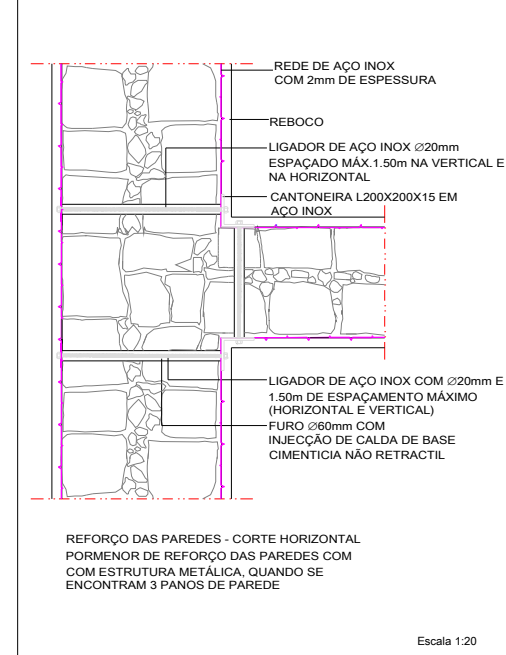 REDE DE AÇO INOX
COM 2mm DE ESPESSURA
REBOCO
LIGADOR DE AÇO INOX ∅20mm
ESPAÇADO MÁX.1.50m NA VERTICAL E
NA HORIZONTAL
CANTONEIRA L200X200X15 EM
AÇO INOX
LIGADOR DE AÇO INOX COM ∅20mm E
1.50m DE ESPAÇAMENTO MÁXIMO
(HORIZONTAL E VERTICAL)
FURO ∅60mm COM
INJECÇÃO DE CALDA DE BASE
CIMENTICIA NÃO RETRACTIL
REFORÇO DAS PAREDES - CORTE HORIZONTAL
PORMENOR DE REFORÇO DAS PAREDES COM
COM ESTRUTURA METÁLICA, QUANDO SE
ENCONTRAM 3 PANOS DE PAREDE
Escala 1:20